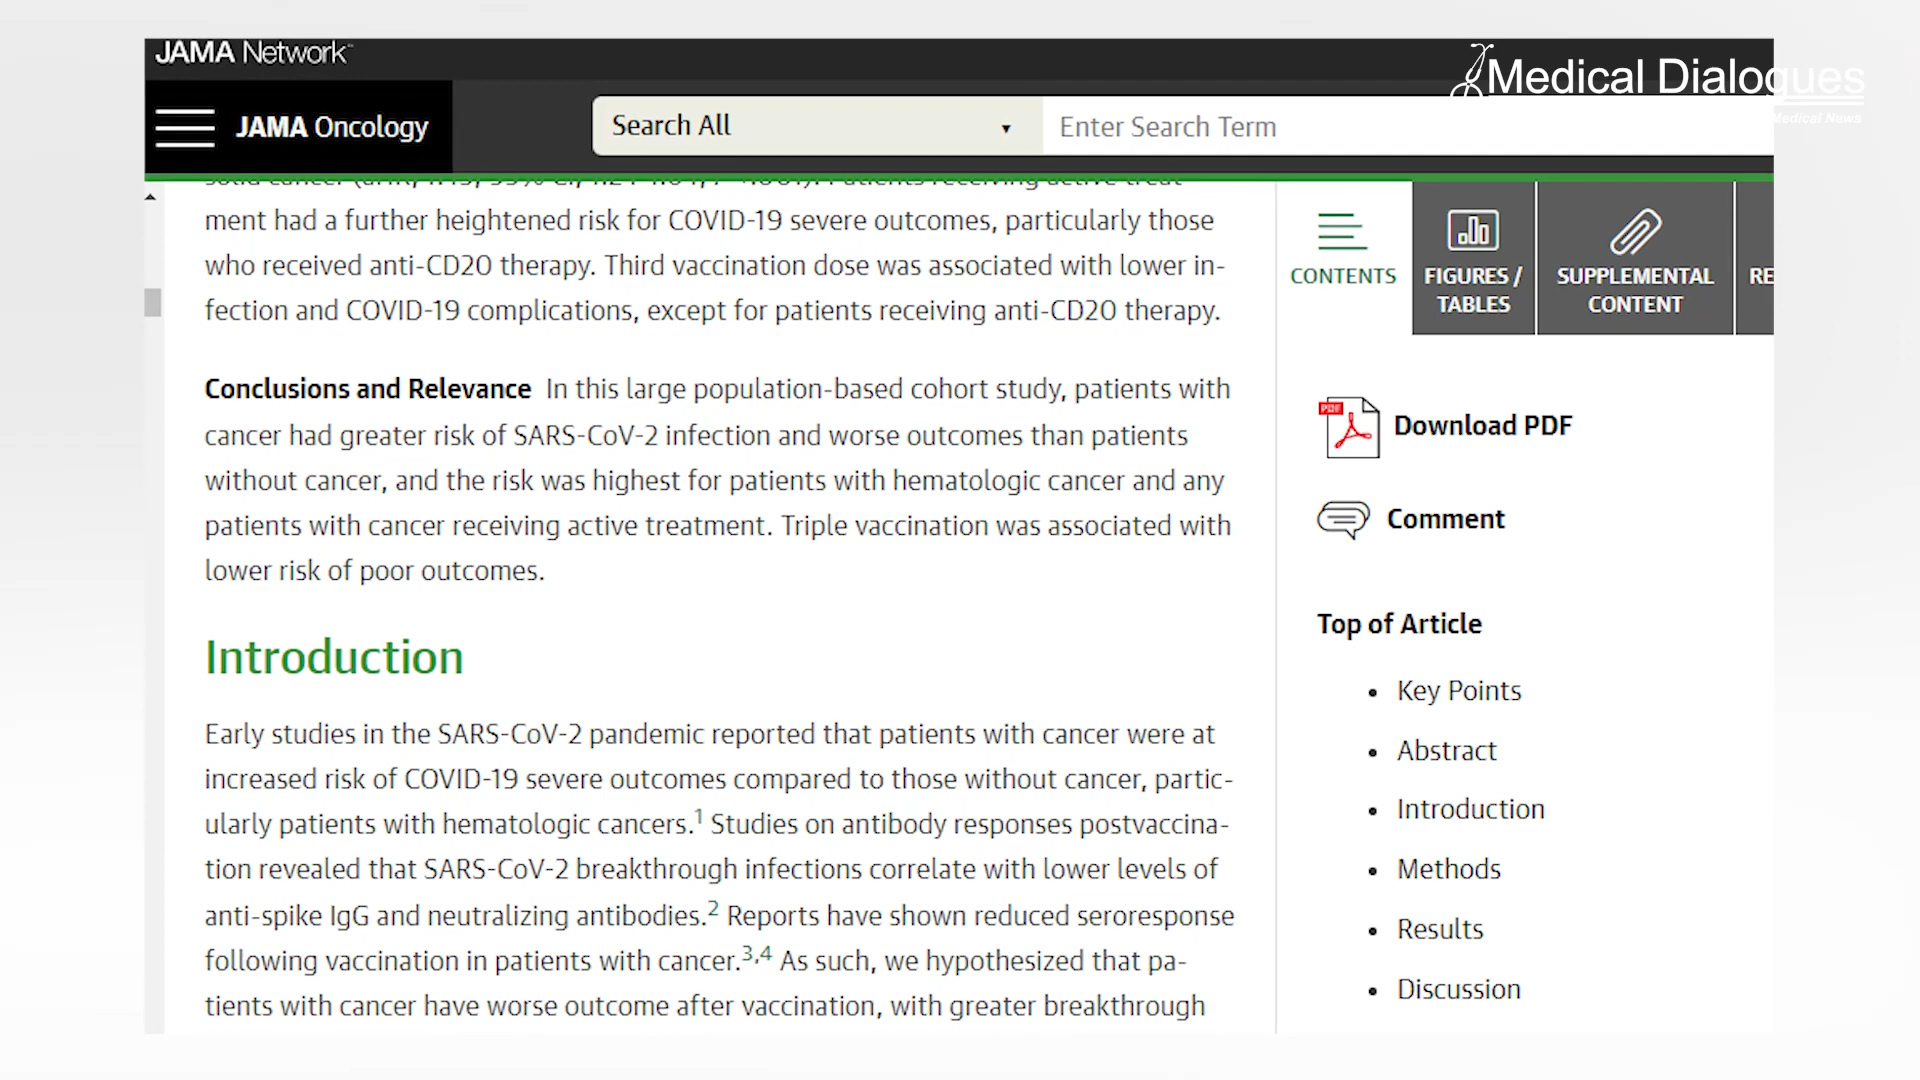 JAMA Network
Medical Dialogues
Medical News
JAMA Oncology
Search All
Enter Search Term
ment had a further heightened risk for COVID-19 severe outcomes, particularly those
who received anti-CD20 therapy. Third vaccination dose was associated with lower in-
fection and COVID-19 complications, except for patients receiving anti-CD20 therapy.
Conclusions and Relevance In this large population-based cohort study, patients with
cancer had greater risk of SARS-CoV-2 infection and worse outcomes than patients
without cancer, and the risk was highest for patients with hematologic cancer and any
patients with cancer receiving active treatment. Triple vaccination was associated with
lower risk of poor outcomes.
Introduction
Early studies in the SARS-CoV-2 pandemic reported that patients with cancer were at
increased risk of COVID-19 severe outcomes compared to those without cancer, partic-
ularly patients with hematologic cancers.1 Studies on antibody responses postvaccina-
tion revealed that SARS-CoV-2 breakthrough infections correlate with lower levels of
anti-spike IgG and neutralizing antibodies.2 Reports have shown reduced seroresponse
following vaccination in patients with cancer.3,4 As such, we hypothesized that pa-
tients with cancer have worse outcome after vaccination, with greater breakthrough
CONTENTS
FIGURES /
TABLES
SUPPLEMENTAL
CONTENT
RE
PDF
Download PDF
Comment
Top of Article
• Key Points
• Abstract
• Introduction
• Methods
• Results
• Discussion